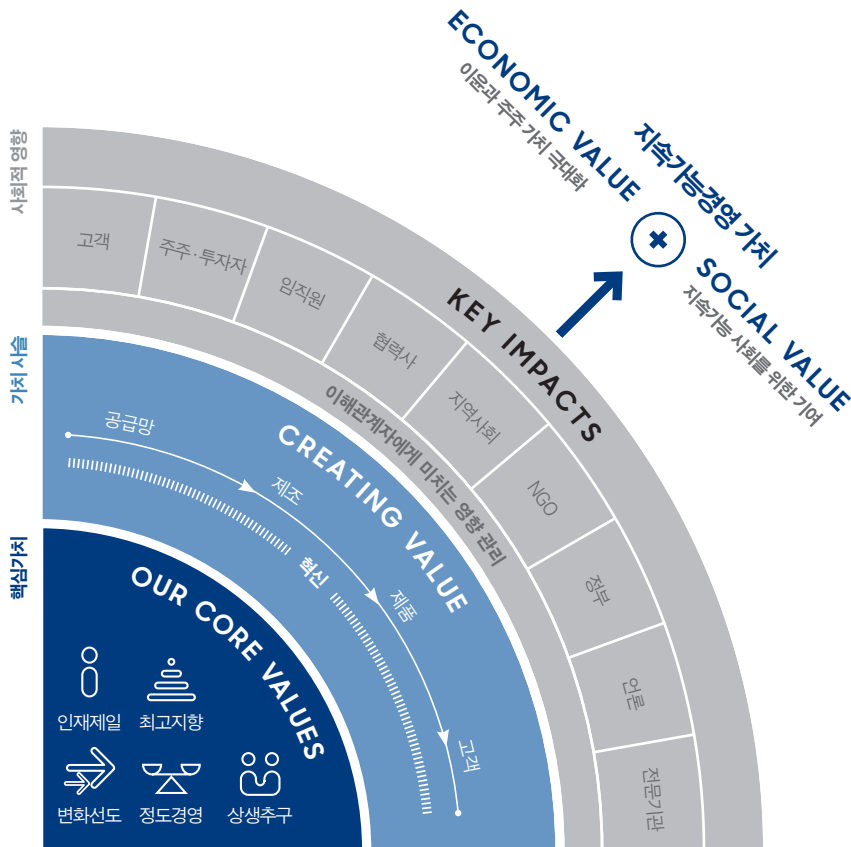 ECONOMIC VALUE
이윤과 주주 가치 극대화
지속가능경영 가치
SOCIAL VALUE
지속가능 사회를 위한 기여
사회적 영향
KEY IMPACTS
고객
주주·투자자
임직원
협력사
지역사회
NGO
정부
언론
전문기관
이해관계자에게 미치는 영향 관리
가치 사슬
CREATING VALUE
공급망
제조
혁신
제품
고객
핵심가치
OUR CORE VALUES
인재제일
최고지향
변화선도
정도경영
상생추구